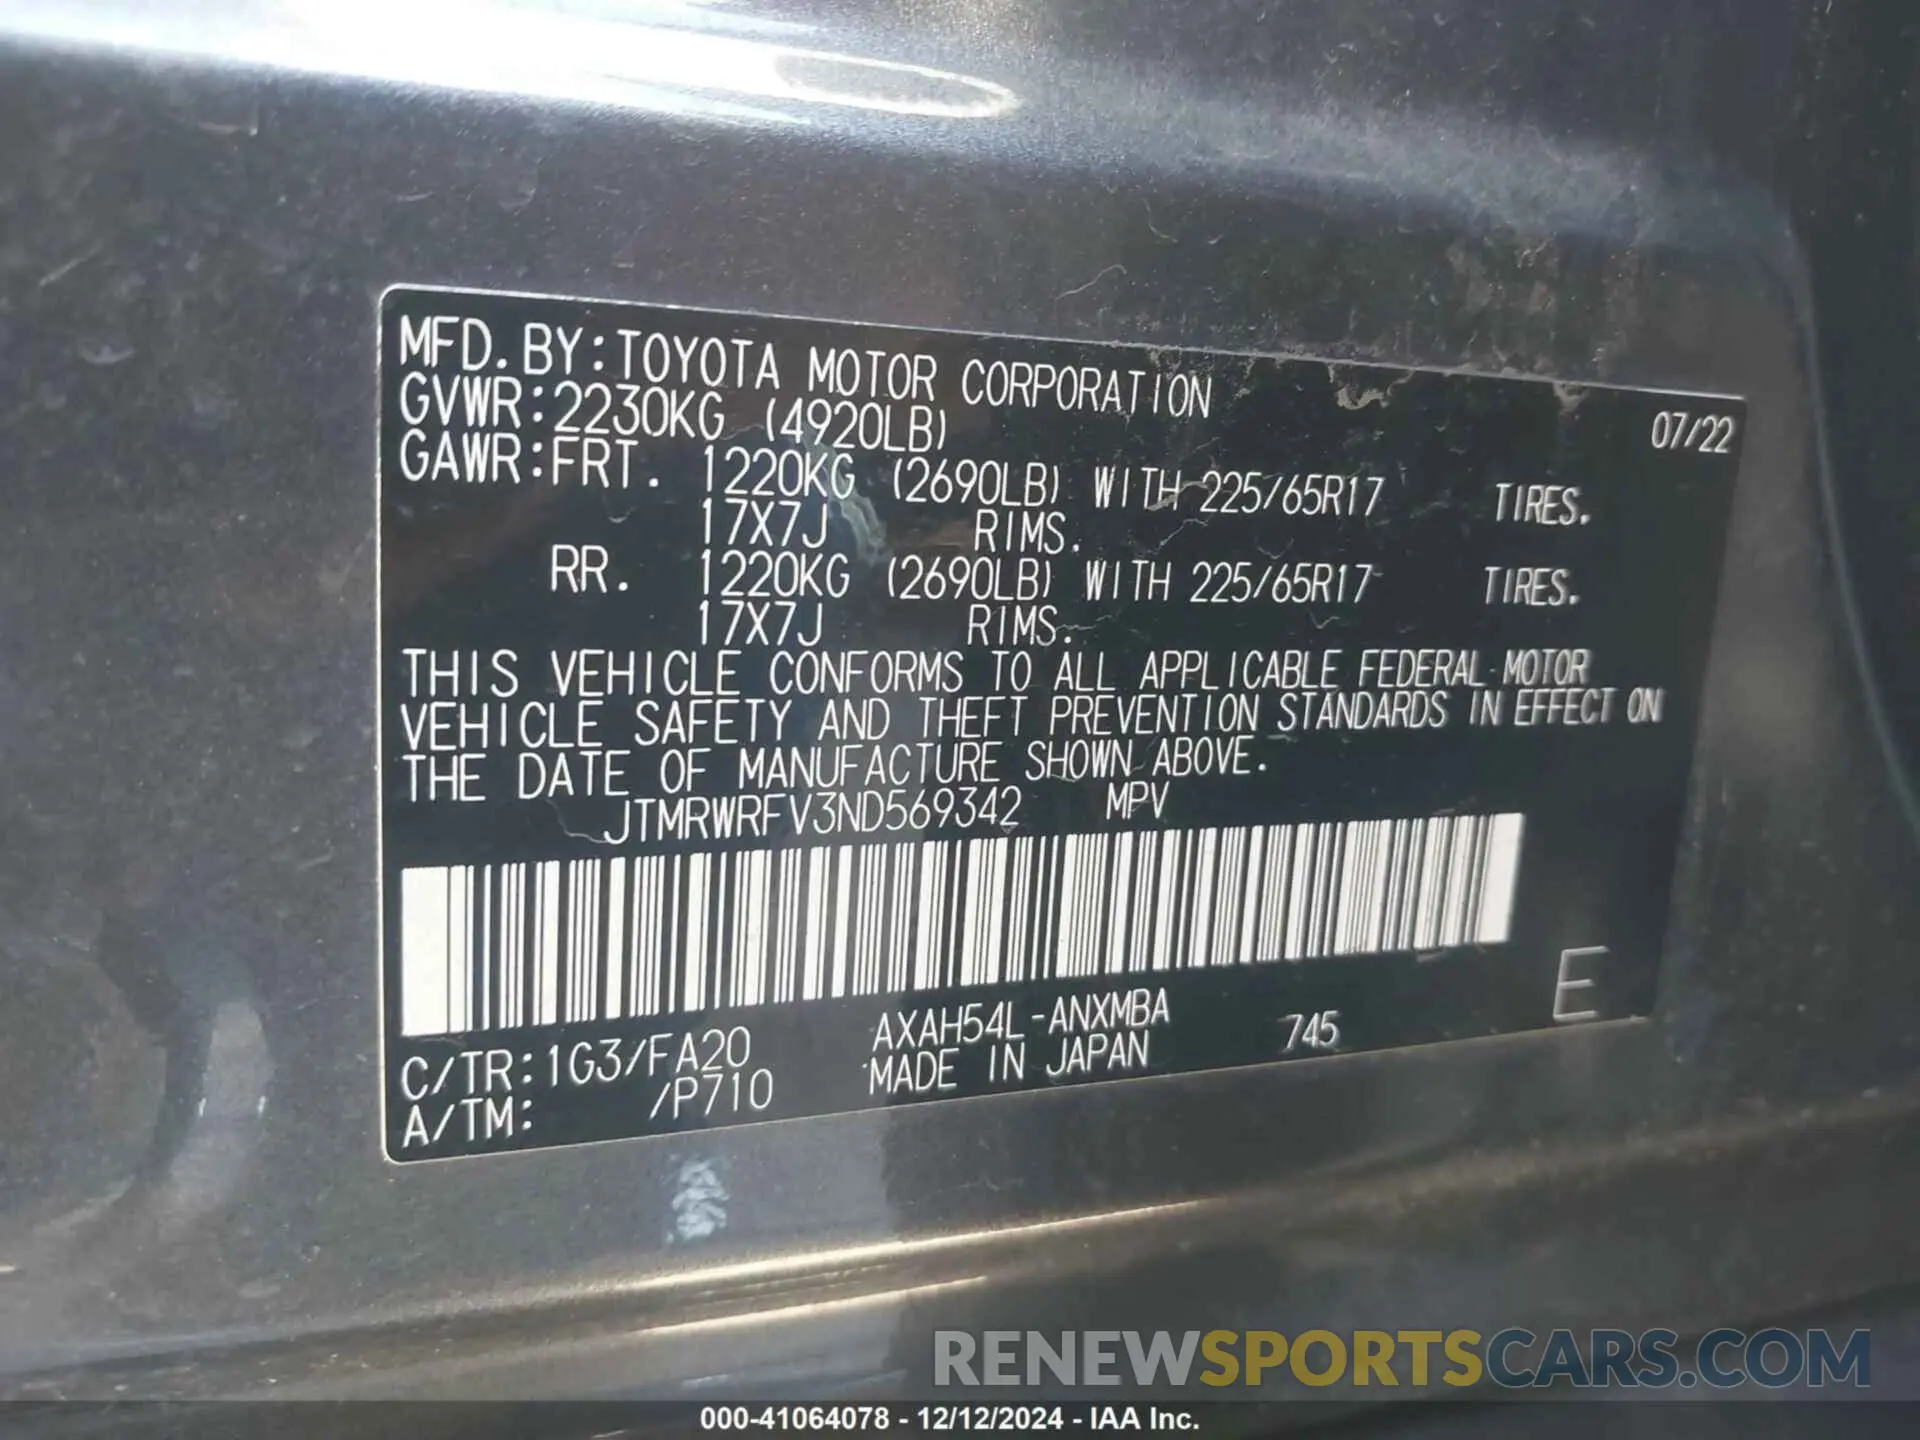 MFD. BY:TOYOTA MOTOR CORPORATION 07/22
GVWR:2230KG (4920LB)
GAWR:FRT. 1220KG (2690LB) WITH 225/65R17 TIRES.
17X7J RIMS.
RR. 1220KG (2690LB) WITH 225/65R17 TIRES.
17X7J RIMS.
THIS VEHICLE CONFORMS TO ALL APPLICABLE FEDERAL MOTOR
VEHICLE SAFETY AND THEFT PREVENTION STANDARDS IN EFFECT ON
THE DATE OF MANUFACTURE SHOWN ABOVE.
JTMRWRFV3ND569342 MPV
E
C/TR:1G3/FA20 AXAH54L-ANXMBA 745
A/TM: /P710 MADE IN JAPAN
RENEWSPORTSCARS.COM
000-41064078 - 12/12/2024 - IAA Inc.